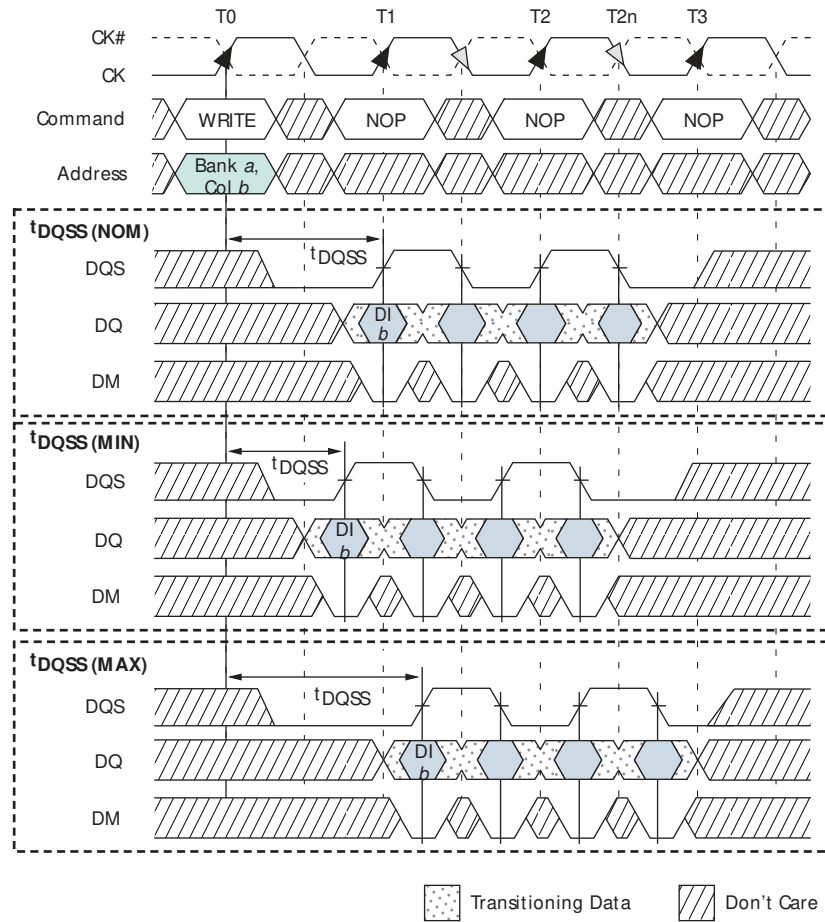 T0 T1 T2 T2n T3
CK#
CK
Command WRITE NOP NOP NOP
Address Bank a,
Col b
tDQSS (NOM)
tDQSS
DQS
DQ DI
b
DM
tDQSS (MIN)
tDQSS
DQS
DQ DI
b
DM
tDQSS (MAX)
tDQSS
DQS
DQ DI
b
DM
Transitioning Data Don't Care